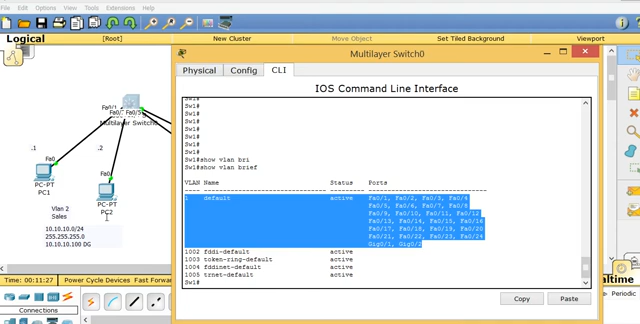 File Edit Options View Tools Extensions Help
Logical [Root] New Cluster Move Object Set Tiled Background Viewport
Multilayer Switch0
Physical Config CLI
IOS Command Line Interface
Sw1#
Sw1#
Sw1#
Sw1#
Sw1#
Sw1#
Sw1#
Sw1#show vlan bri
Sw1#show vlan brief
VLAN Name Status Ports
1 default active Fa0/1, Fa0/2, Fa0/3, Fa0/4
Fa0/5, Fa0/6, Fa0/7, Fa0/8
Fa0/9, Fa0/10, Fa0/11, Fa0/12
Fa0/13, Fa0/14, Fa0/15, Fa0/16
Fa0/17, Fa0/18, Fa0/19, Fa0/20
Fa0/21, Fa0/22, Fa0/23, Fa0/24
Gig0/1, Gig0/2
1002 fddi-default active
1003 token-ring-default active
1004 fddinet-default active
1005 trnet-default active
Sw1#
Copy Paste
Multilayer Switch0
.1 .2
Fa0
Fa0
PC-PT
PC1
PC-PT
PC2
Vlan 2
Sales
10.10.10.0/24
255.255.255.0
10.10.10.100 DG
Time: 00:11:27 Power Cycle Devices Fast Forward
Realtime
Connections
Periodic